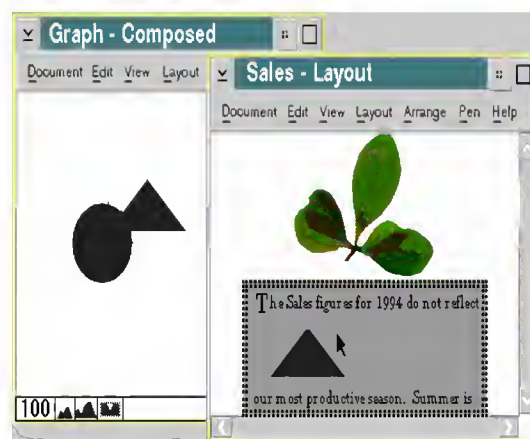 Graph - Composed
Document Edit View Layout
100
Sales - Layout
Document Edit View Layout Arrange Pen Help
The Sales figures for 1994 do not reflect
our most productive season. Summer is